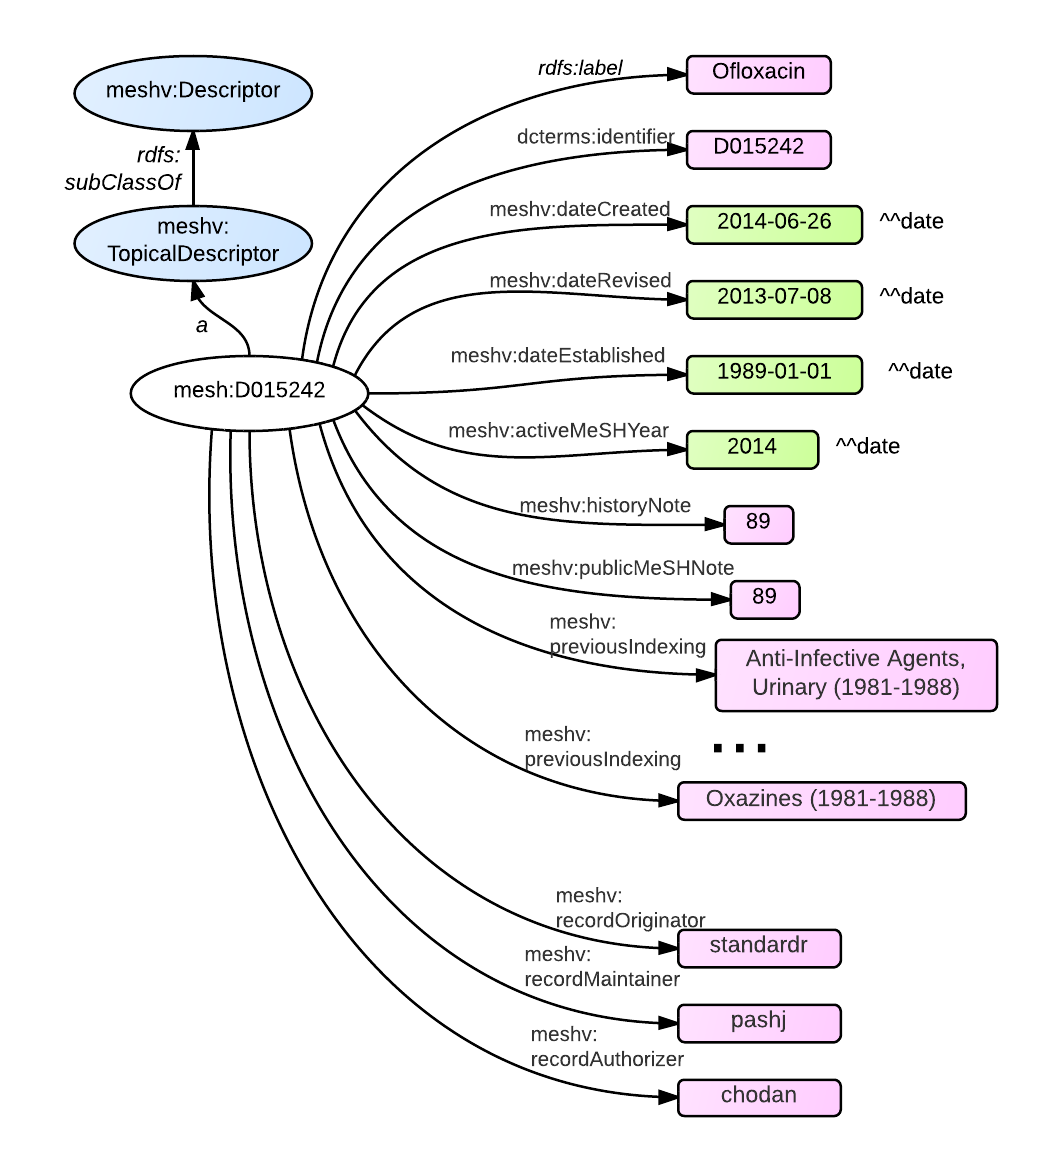 meshv:Descriptor
rdfs:
subClassOf
meshv:
TopicalDescriptor
a
mesh:D015242
rdfs:label
Ofloxacin
dcterms:identifier
D015242
meshv:dateCreated
2014-06-26
^^date
meshv:dateRevised
2013-07-08
^^date
meshv:dateEstablished
1989-01-01
^^date
meshv:activeMeSHYear
2014
^^date
meshv:historyNote
89
meshv:publicMeSHNote
89
meshv:
previousIndexing
Anti-Infective Agents,
Urinary (1981-1988)
...
meshv:
previousIndexing
Oxazines (1981-1988)
meshv:
recordOriginator
standardr
meshv:
recordMaintainer
pashj
meshv:
recordAuthorizer
chodan